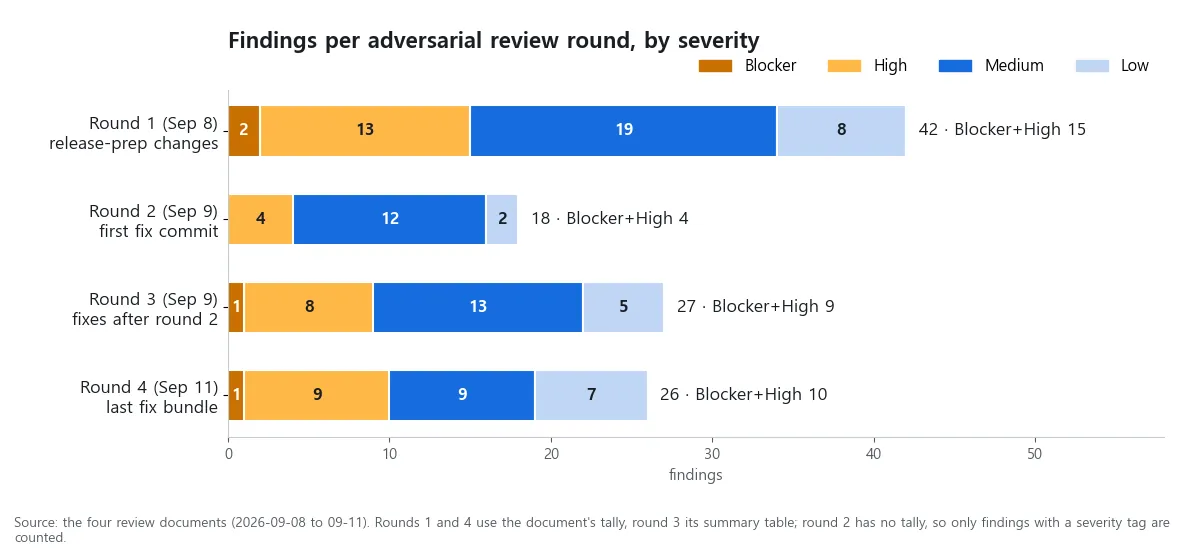 Findings per adversarial review round, by severity
Blocker High Medium Low
Round 1 (Sep 8)
release-prep changes
2 13 19 8 42 · Blocker+High 15
Round 2 (Sep 9)
first fix commit
4 12 2 18 · Blocker+High 4
Round 3 (Sep 9)
fixes after round 2
1 8 13 5 27 · Blocker+High 9
Round 4 (Sep 11)
last fix bundle
1 9 9 7 26 · Blocker+High 10
0 10 20 30 40 50
findings
Source: the four review documents (2026-09-08 to 09-11). Rounds 1 and 4 use the document's tally, round 3 its summary table; round 2 has no tally, so only findings with a severity tag are
counted.